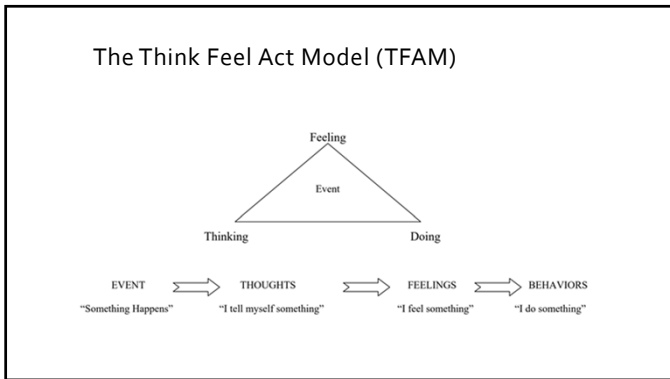 The Think Feel Act Model (TFAM)
Feeling
Event
Thinking Doing
EVENT THOUGHTS FEELINGS BEHAVIORS
“Something Happens” “I tell myself something” “I feel something” “I do something”